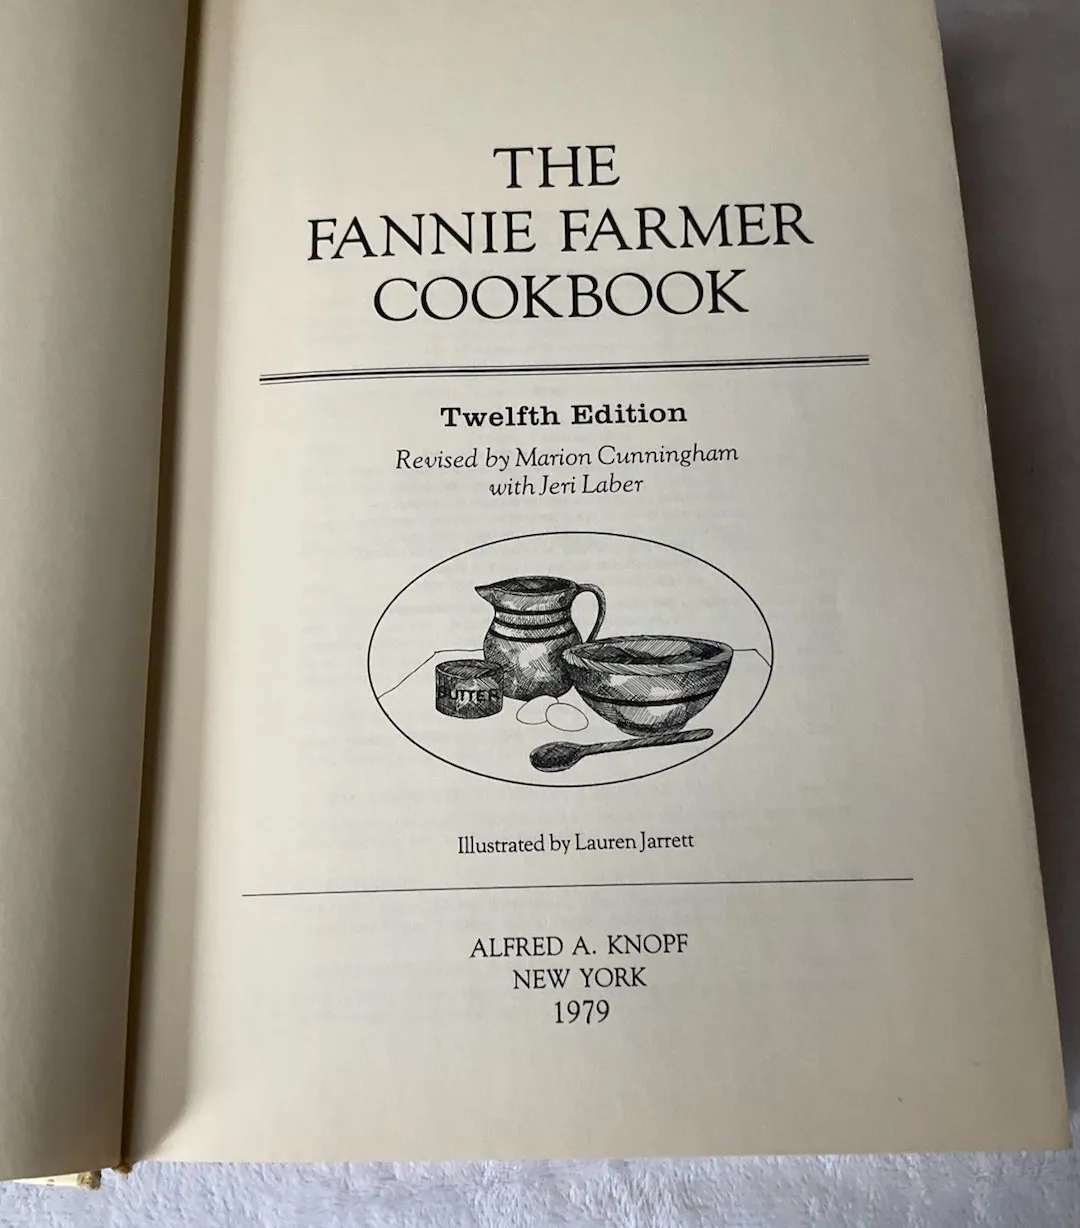 THE
FANNIE FARMER
COOKBOOK
Twelfth Edition
Revised by Marion Cunningham
with Jeri Laber
BUTTER
Illustrated by Lauren Jarrett
ALFRED A. KNOPF
NEW YORK
1979